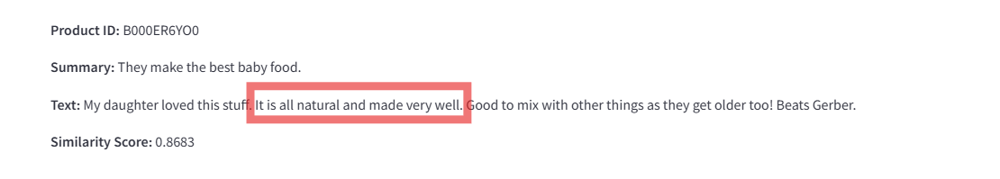 Product ID: B000ER6YO0
Summary: They make the best baby food.
Text: My daughter loved this stuff. It is all natural and made very well. Good to mix with other things as they get older too! Beats Gerber.
Similarity Score: 0.8683